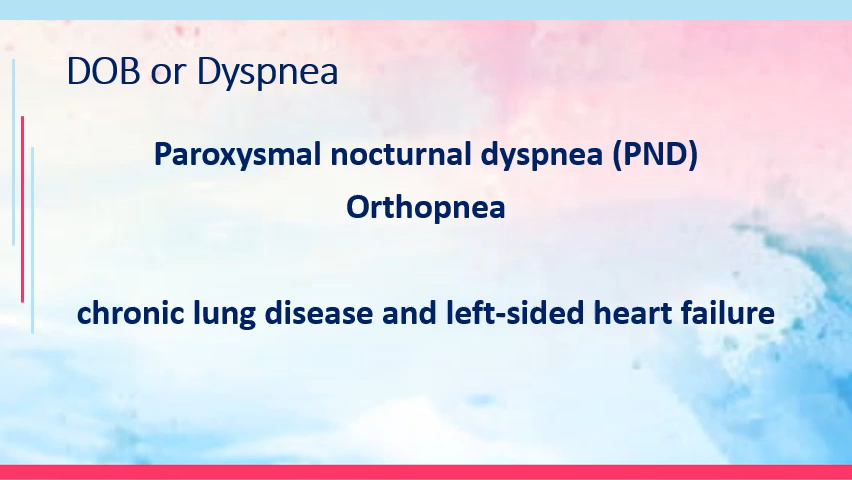 DOB or Dyspnea
Paroxysmal nocturnal dyspnea (PND)
Orthopnea
chronic lung disease and left-sided heart failure